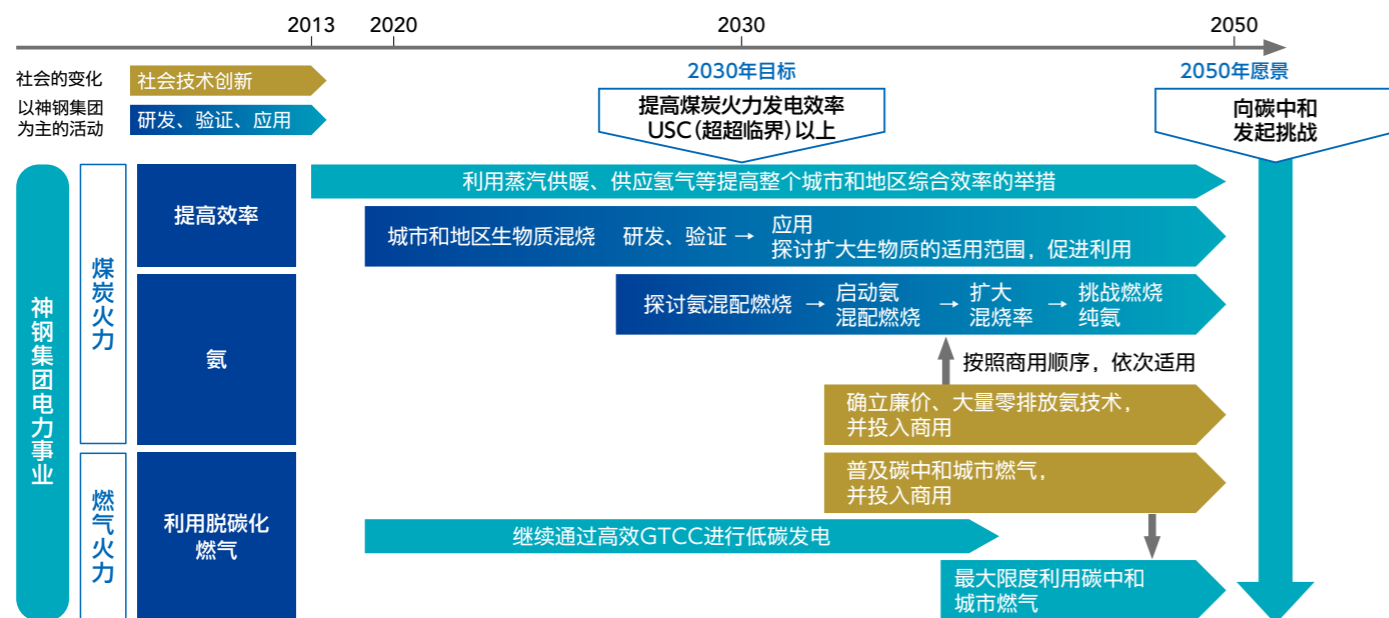 2013
2020
2030
2050
社会的变化
社会技术创新
以神钢集团
为主的活动
研发、验证、应用
2030年目标
提高煤炭火力发电效率
USC(超超临界)以上
2050年愿景
向碳中和
发起挑战
神钢集团电力事业
煤炭火力
提高效率
利用蒸汽供暖、供应氢气等提高整个城市和地区综合效率的举措
城市和地区生物质混烧 研发、验证 → 应用
探讨扩大生物质的适用范围，促进利用
氨
探讨氨混配燃烧 → 启动氨
混配燃烧 → 扩大
混烧率 → 挑战燃烧
纯氨
按照商用顺序，依次适用
确立廉价、大量零排放氨技术，
并投入商用
燃气火力
利用脱碳化
燃气
普及碳中和城市燃气，
并投入商用
继续通过高效GTCC进行低碳发电
最大限度利用碳中和
城市燃气